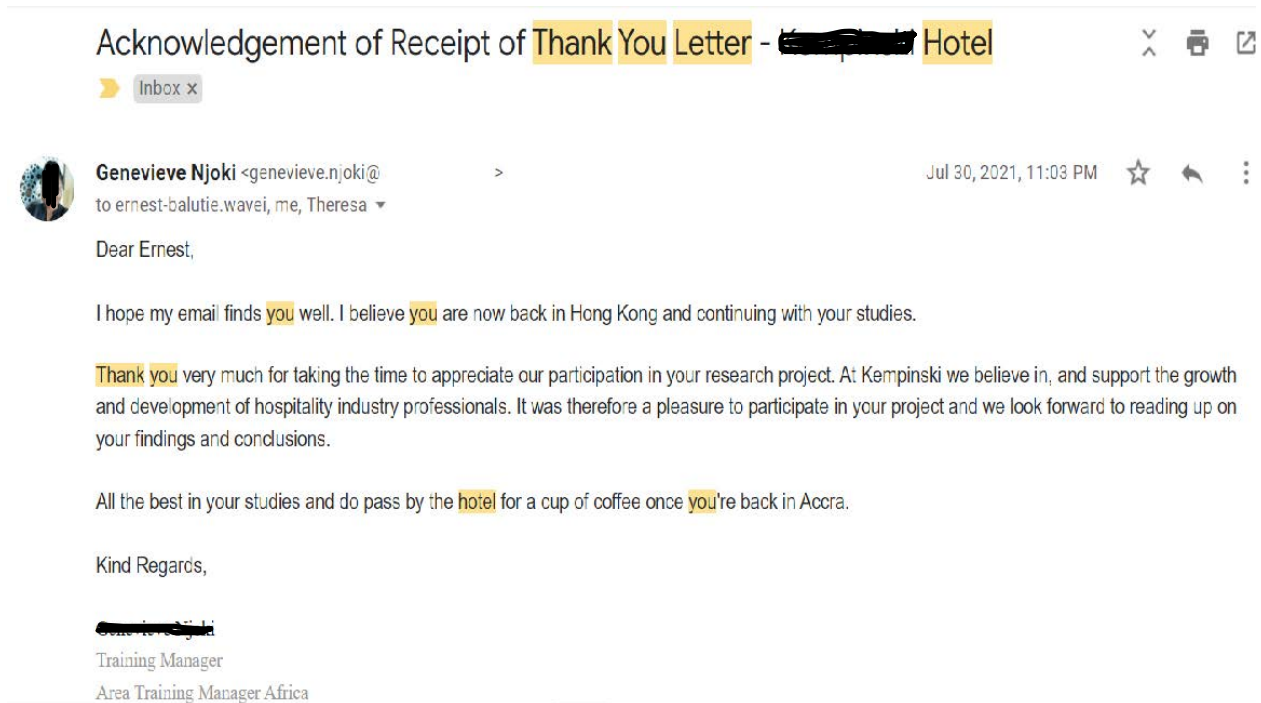 Acknowledgement of Receipt of Thank You Letter - Hotel
Inbox x
Genevieve Njoki <genevieve.njoki@ >
Jul 30, 2021, 11:03 PM
to ernest-balutie.wavei, me, Theresa
Dear Ernest,
I hope my email finds you well. I believe you are now back in Hong Kong and continuing with your studies.
Thank you very much for taking the time to appreciate our participation in your research project. At Kempinski we believe in, and support the growth
and development of hospitality industry professionals. It was therefore a pleasure to participate in your project and we look forward to reading up on
your findings and conclusions.
All the best in your studies and do pass by the hotel for a cup of coffee once you're back in Accra.
Kind Regards,
Training Manager
Area Training Manager Africa